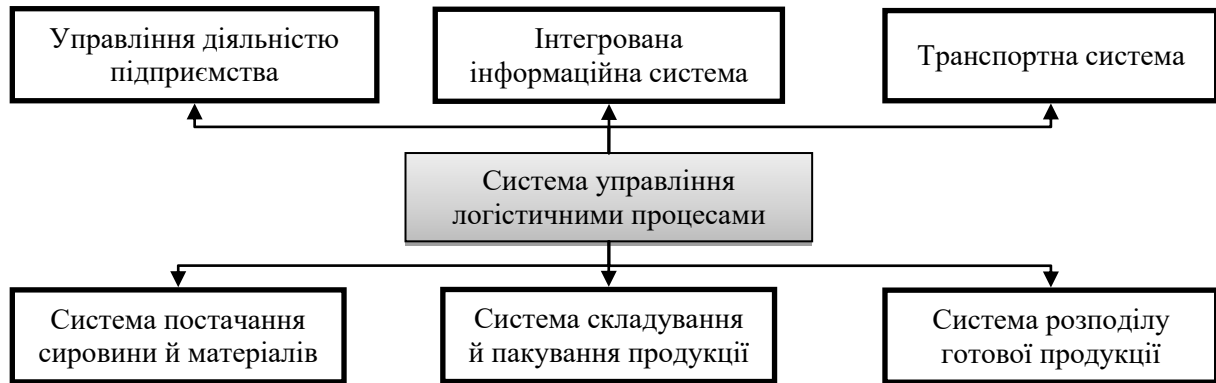 Управління діяльністю
підприємства
Інтегрована
інформаційна система
Транспортна система
Система управління
логістичними процесами
Система постачання
сировини й матеріалів
Система складування
й пакування продукції
Система розподілу
готової продукції